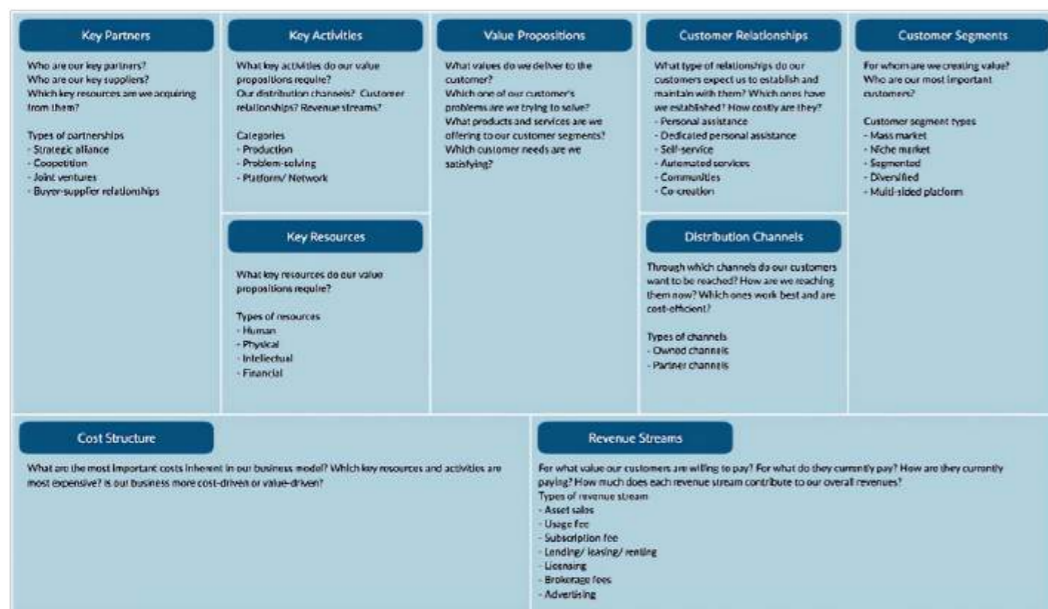 Key Partners
Who are our key partners?
Who are our key suppliers?
Which key resources are we acquiring
from them?
Types of partnerships
- Strategic alliance
- Coopetition
- Joint ventures
- Buyer-supplier relationships
Key Activities
What key activities do our value
propositions require?
Our distribution channels? Customer
relationships? Revenue streams?
Categories
- Production
- Problem-solving
- Platform/ Network
Key Resources
What key resources do our value
propositions require?
Types of resources
- Human
- Physical
- Intellectual
- Financial
Value Propositions
What values do we deliver to the
customer?
Which one of our customer's
problems are we trying to solve?
What products and services are we
offering to our customer segments?
Which customer needs are we
satisfying?
Customer Relationships
What type of relationships do our
customers expect us to establish and
maintain with them? Which ones have
we established? How costly are they?
- Personal assistance
- Dedicated personal assistance
- Self-service
- Automated services
- Communities
- Co-creation
Distribution Channels
Through which channels do our customers
want to be reached? How are we reaching
them now? Which ones work best and are
cost-efficient?
Types of channels
- Owned channels
- Partner channels
Customer Segments
For whom are we creating value?
Who are our most important
customers?
Customer segment types
- Mass market
- Niche market
- Segmented
- Diversified
- Multi-sided platform
Cost Structure
What are the most important costs inherent in our business model? Which key resources and activities are
most expensive? Is our business more cost-driven or value-driven?
Revenue Streams
For what value our customers are willing to pay? For what do they currently pay? How are they currently
paying? How much does each revenue stream contribute to our overall revenues?
Types of revenue stream
- Asset sales
- Usage fee
- Subscription fee
- Lending/ leasing/ renting
- Licensing
- Brokerage fees
- Advertising